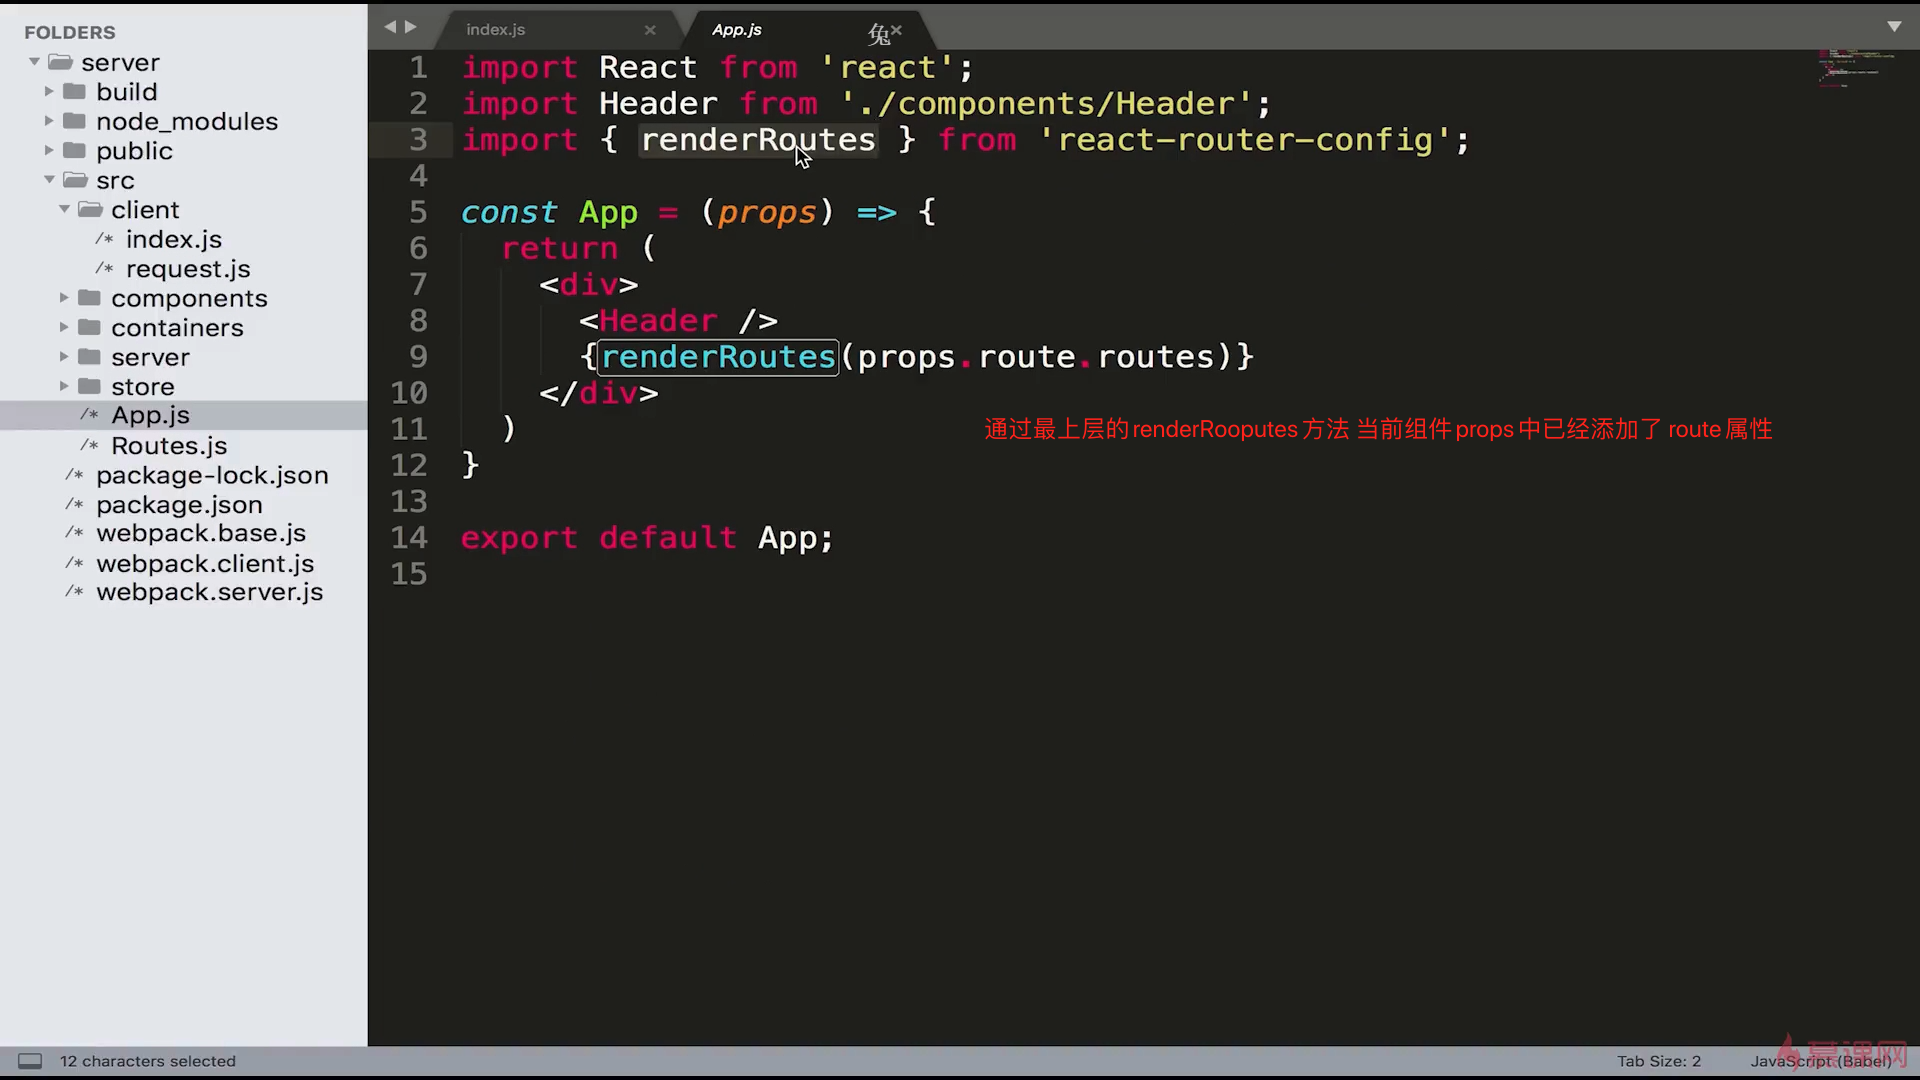 FOLDERS
server
build
node_modules
public
src
client
/* index.js
/* request.js
components
containers
server
store
/* App.js
/* Routes.js
/* package-lock.json
/* package.json
/* webpack.base.js
/* webpack.client.js
/* webpack.server.js
index.js ×
App.js 兔 ×
1 import React from 'react';
2 import Header from './components/Header';
3 import { renderRoutes } from 'react-router-config';
4
5 const App = (props) => {
6 return (
7 <div>
8 <Header />
9 {renderRoutes(props.route.routes)}
10 </div>
11 )
12 }
13
14 export default App;
15
通过最上层的renderRooputes方法 当前组件props中已经添加了route属性
12 characters selected
Tab Size: 2
JavaScript (Babel)
慕课网